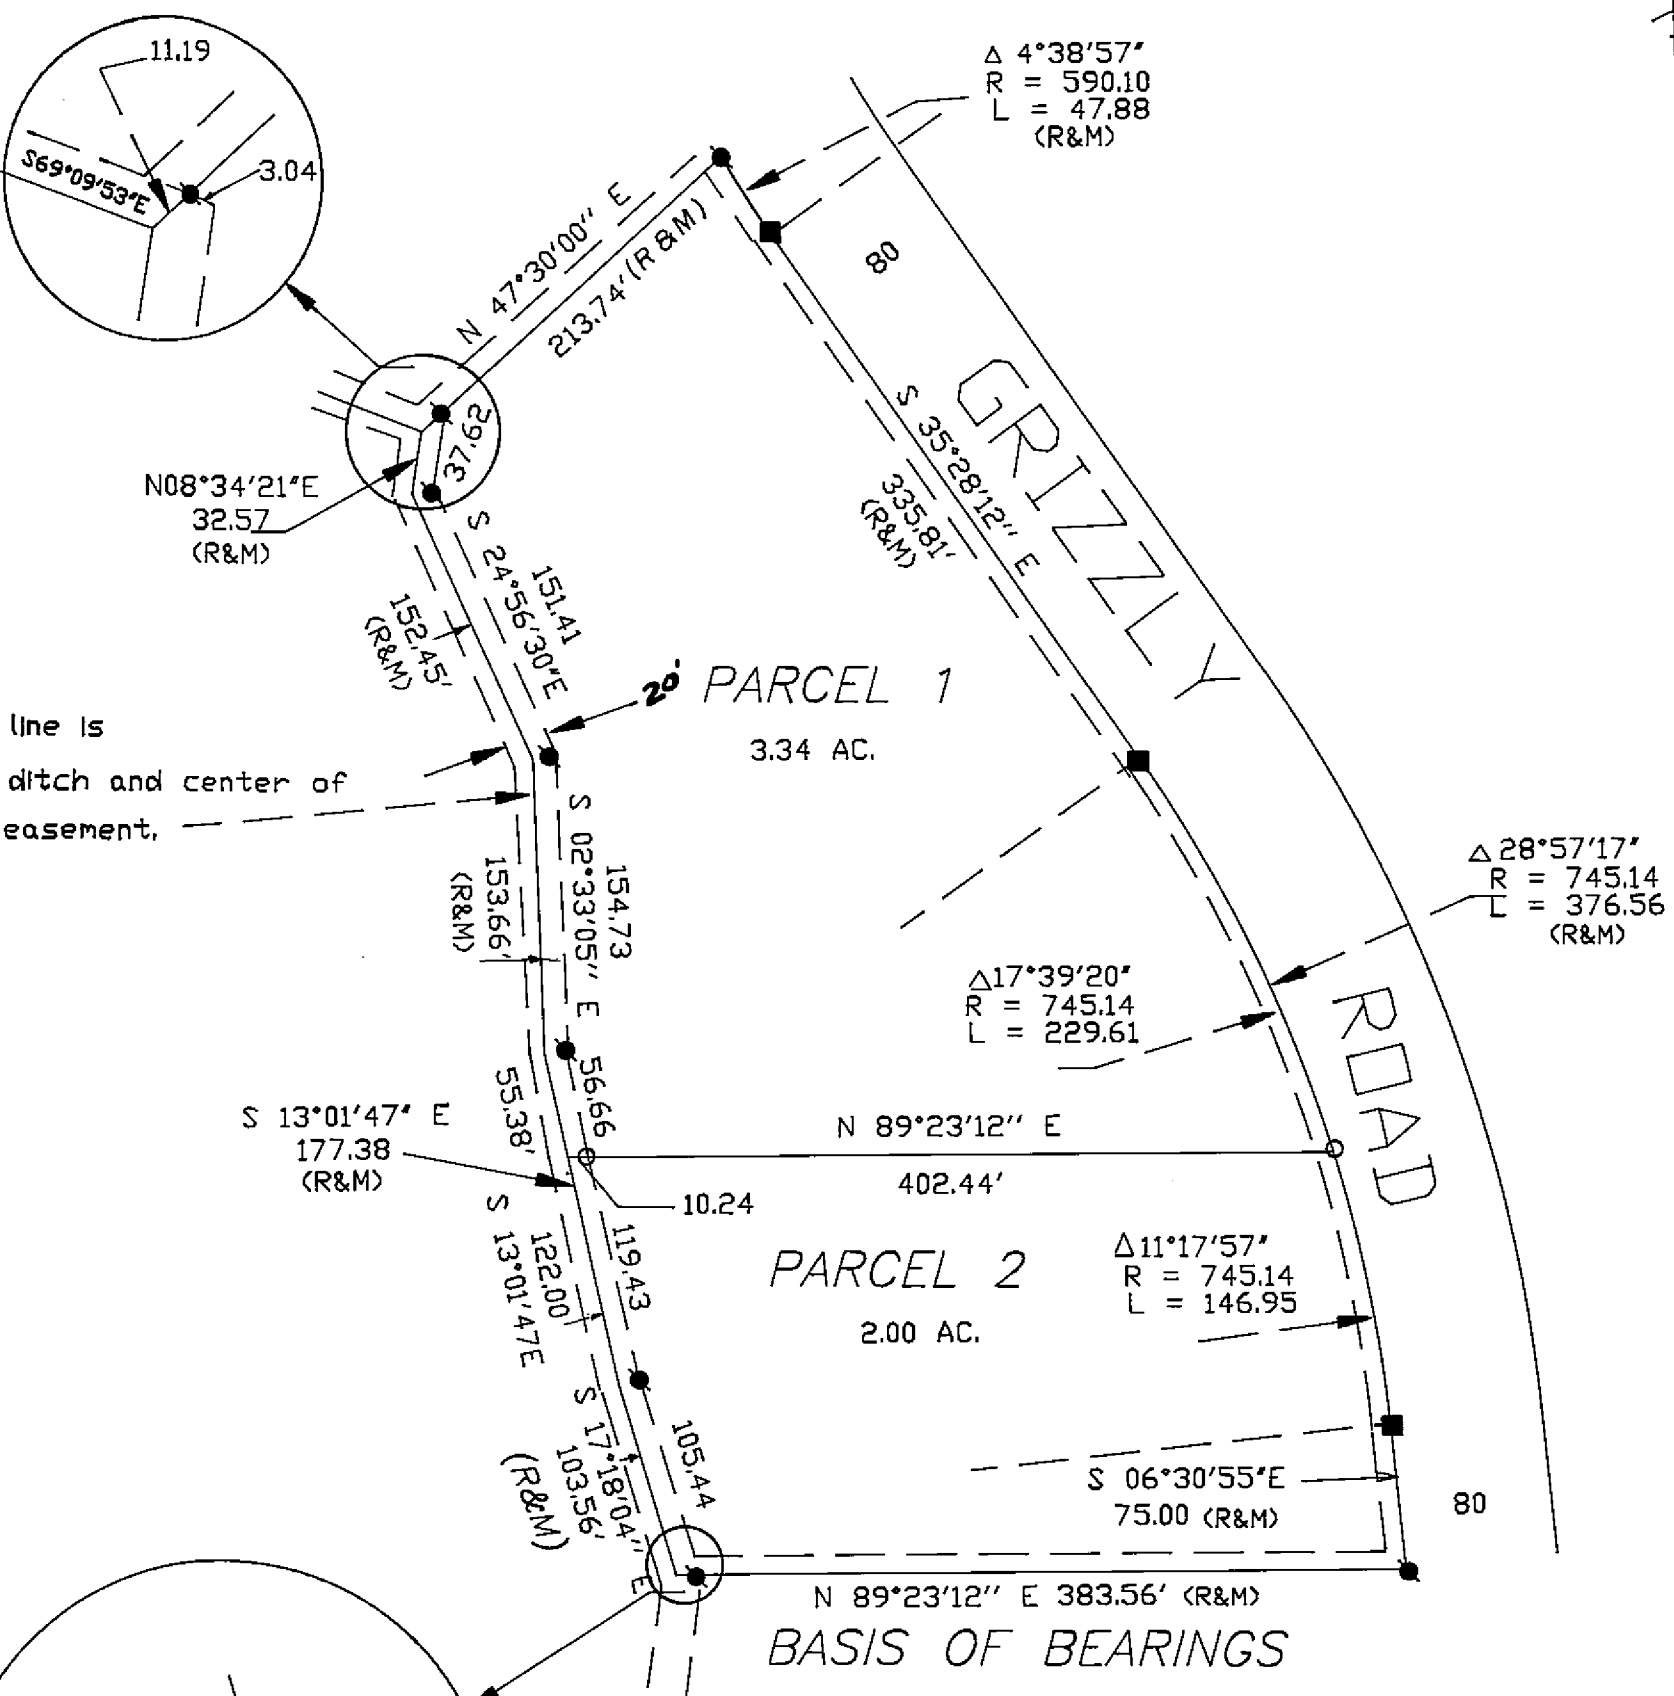 11.19
S69°09'53"E
3.04
Δ 4°38'57"
R = 590.10
L = 47.88
(R&M)
80
N 47°30'00" E
213.74' (R&M)
GRIZZLY
37.62
N08°34'21"E
32.57
(R&M)
S 35°28'12" E
335.81'
(R&M)
151.41
S 24°56'30"E
152.45'
(R&M)
20'
PARCEL 1
3.34 AC.
line is
ditch and center of
easement.
154.73
S 02°33'05" E
153.66'
(R&M)
Δ 28°57'17"
R = 745.14
L = 376.56
(R&M)
Δ17°39'20"
R = 745.14
L = 229.61
ROAD
56.66
55.38'
S 13°01'47" E
177.38
(R&M)
N 89°23'12" E
402.44'
10.24
119.43
122.00
S 13°01'47E
PARCEL 2
2.00 AC.
Δ11°17'57"
R = 745.14
L = 146.95
105.44
S 17°18'04" E
103.56'
(R&M)
S 06°30'55"E
75.00 (R&M)
80
N 89°23'12" E 383.56' (R&M)
BASIS OF BEARINGS